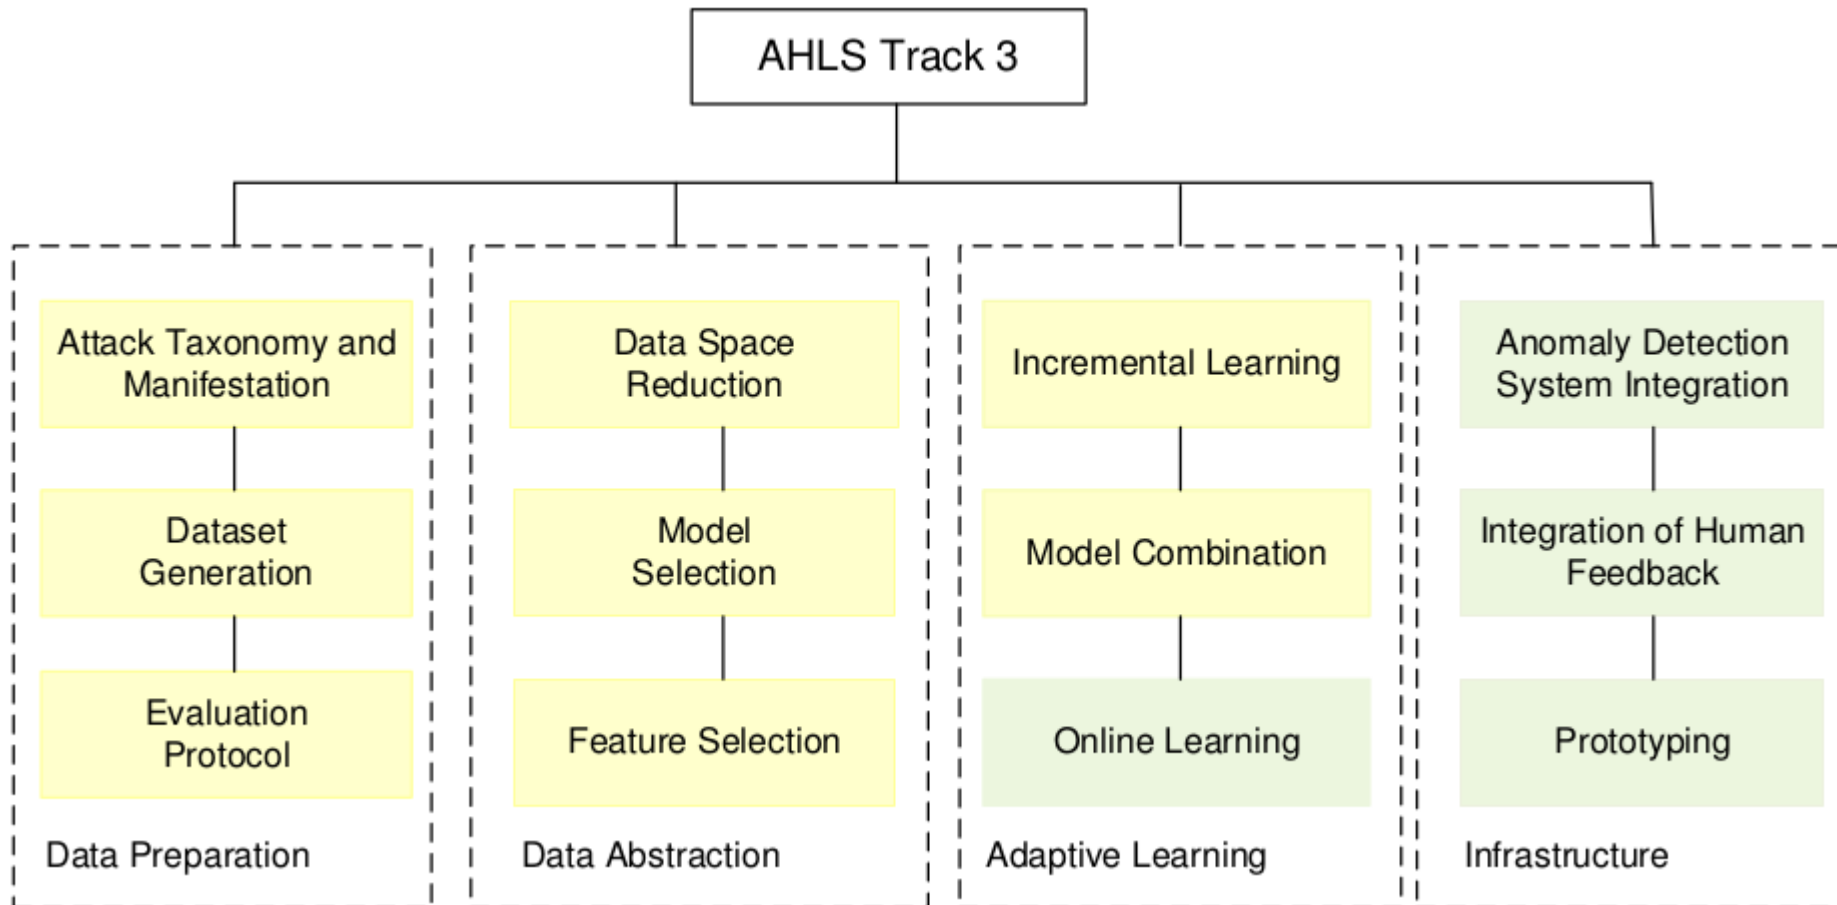 AHLS Track 3
Attack Taxonomy and
Manifestation
Dataset
Generation
Evaluation
Protocol
Data Preparation
Data Space
Reduction
Model
Selection
Feature Selection
Data Abstraction
Incremental Learning
Model Combination
Online Learning
Adaptive Learning
Anomaly Detection
System Integration
Integration of Human
Feedback
Prototyping
Infrastructure